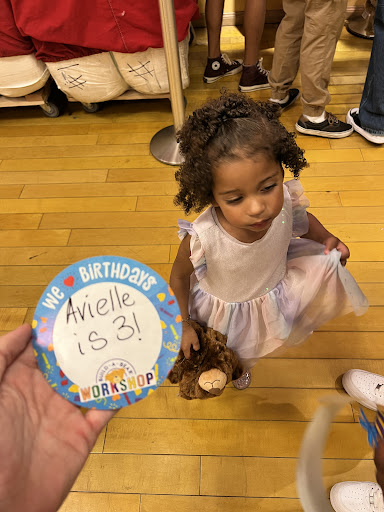 WE ♥ BIRTHDAYS!
Avielle
is 3!
BUILD-A-BEAR
WORKSHOP